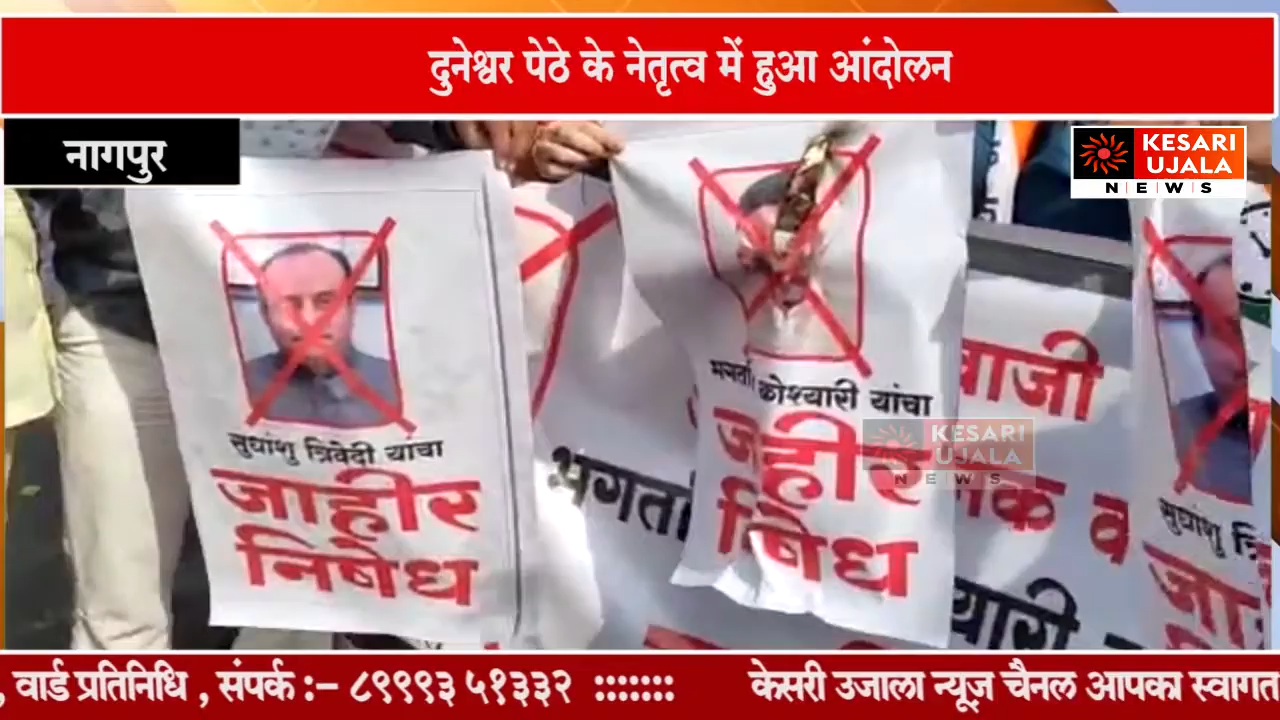 दुनेश्वर पेठे के नेतृत्व में हुआ आंदोलन
नागपुर
KESARI
UJALA
NEWS
सुधांशु त्रिवेदी यांचा
जाहीर
निषेध
कोश्यारी यांचा
जाहीर
निषेध
वाजी
भगता
यारी
KESARI
UJALA
NEWS
सुधांशु
, वार्ड प्रतिनिधि , संपर्क :– ८९९९३ ५१३३२ :::::::
केसरी उजाला न्यूज़ चैनल आपका स्वागत